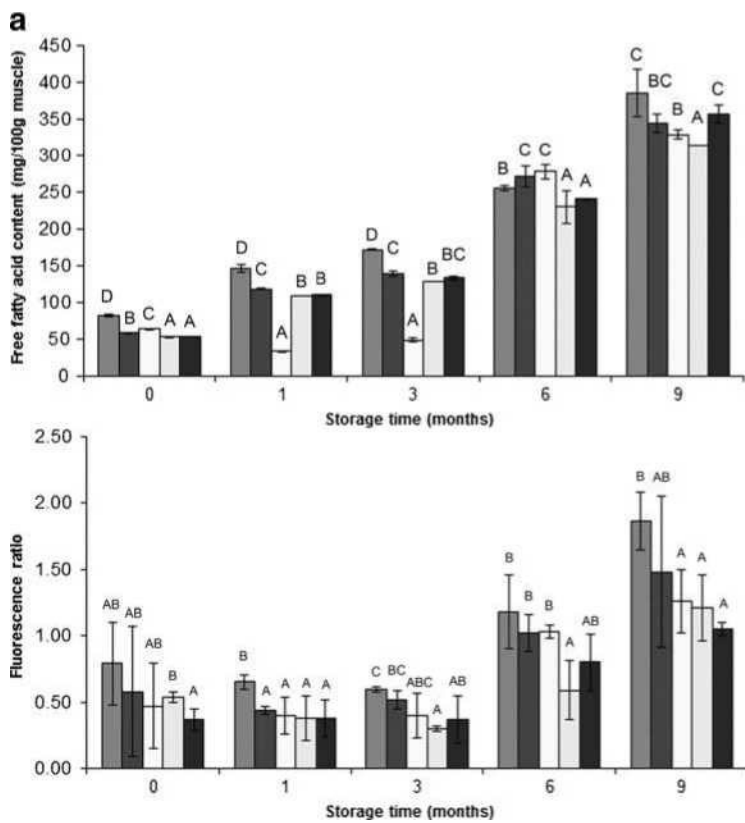 a
Free fatty acid content (mg/100g muscle)
450
400
350
300
250
200
150
100
50
0
D B C A A
D C A B B
D C A B BC
B C C A A
C BC B A C
0 1 3 6 9
Storage time (months)
Fluorescence ratio
2.50
2.00
1.50
1.00
0.50
0.00
AB AB AB B A
B A A A A
C BC ABC A AB
B B B A AB
B AB A A A
0 1 3 6 9
Storage time (months)